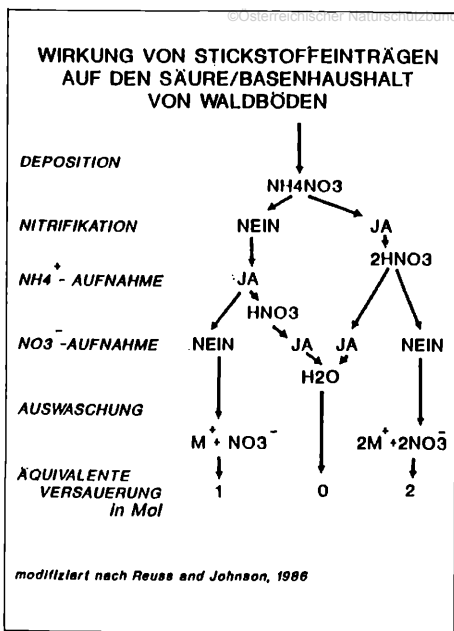 ©Österreichischer Naturschutzbund
WIRKUNG VON STICKSTOFFEINTRÄGEN
AUF DEN SÄURE/BASENHAUSHALT
VON WALDBÖDEN
DEPOSITION
NH4NO3
NITRIFIKATION NEIN JA
2HNO3
NH4+- AUFNAHME JA
HNO3
NO3⁻-AUFNAHME NEIN JA JA NEIN
H2O
AUSWASCHUNG
M⁺+ NO3⁻ 2M⁺+2NO3⁻
ÄQUIVALENTE
VERSAUERUNG 1 0 2
in Mol
modifiziert nach Reuss and Johnson, 1986